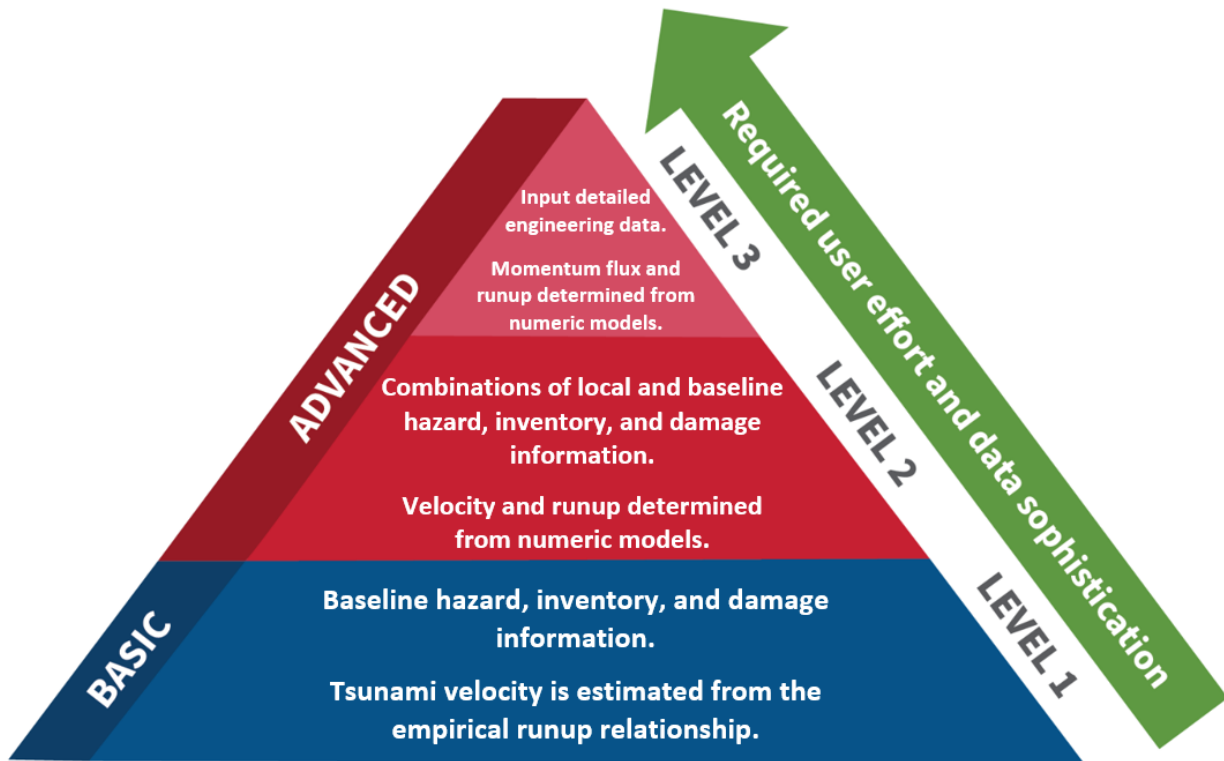 Input detailed
engineering data.
Momentum flux and
runup determined from
numeric models.
LEVEL 3
Combinations of local and baseline
hazard, inventory, and damage
information.
Velocity and runup determined
from numeric models.
LEVEL 2
ADVANCED
Baseline hazard, inventory, and damage
information.
Tsunami velocity is estimated from the
empirical runup relationship.
LEVEL 1
BASIC
Required user effort and data sophistication